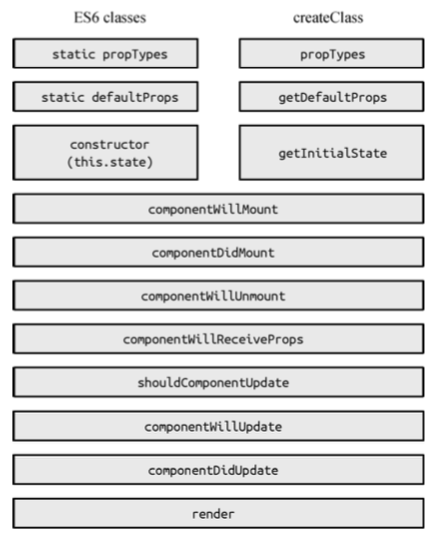 ES6 classes
createClass
static propTypes
propTypes
static defaultProps
getDefaultProps
constructor
(this.state)
getInitialState
componentWillMount
componentDidMount
componentWillUnmount
componentWillReceiveProps
shouldComponentUpdate
componentWillUpdate
componentDidUpdate
render